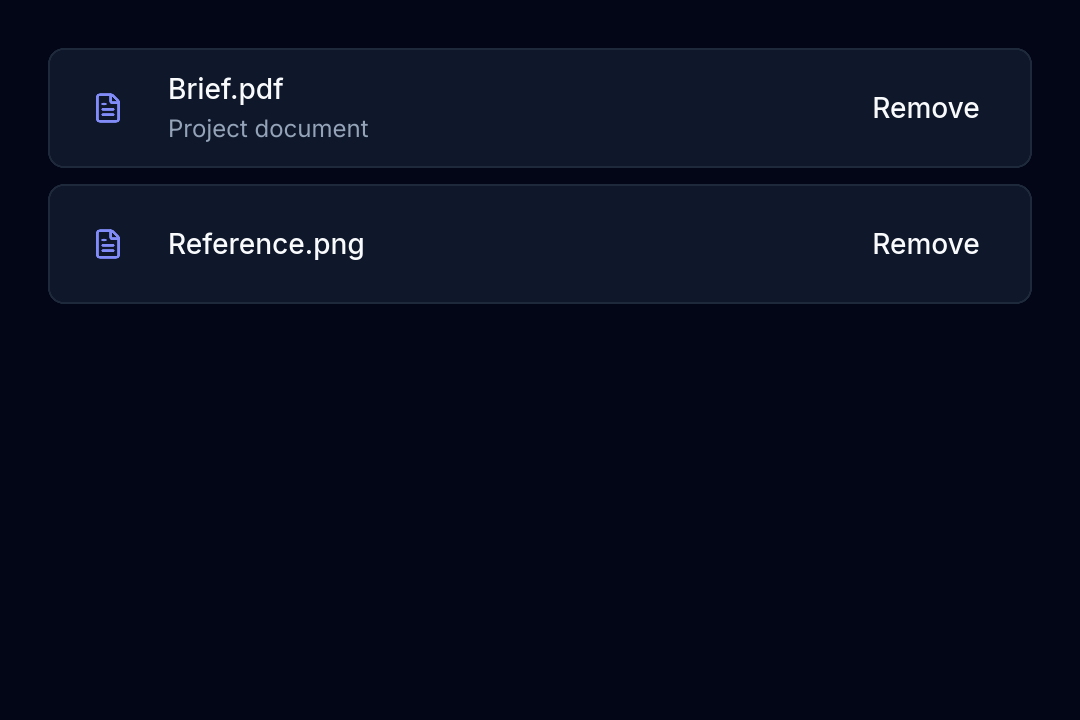 Brief.pdf
Project document
Remove
Reference.png
Remove